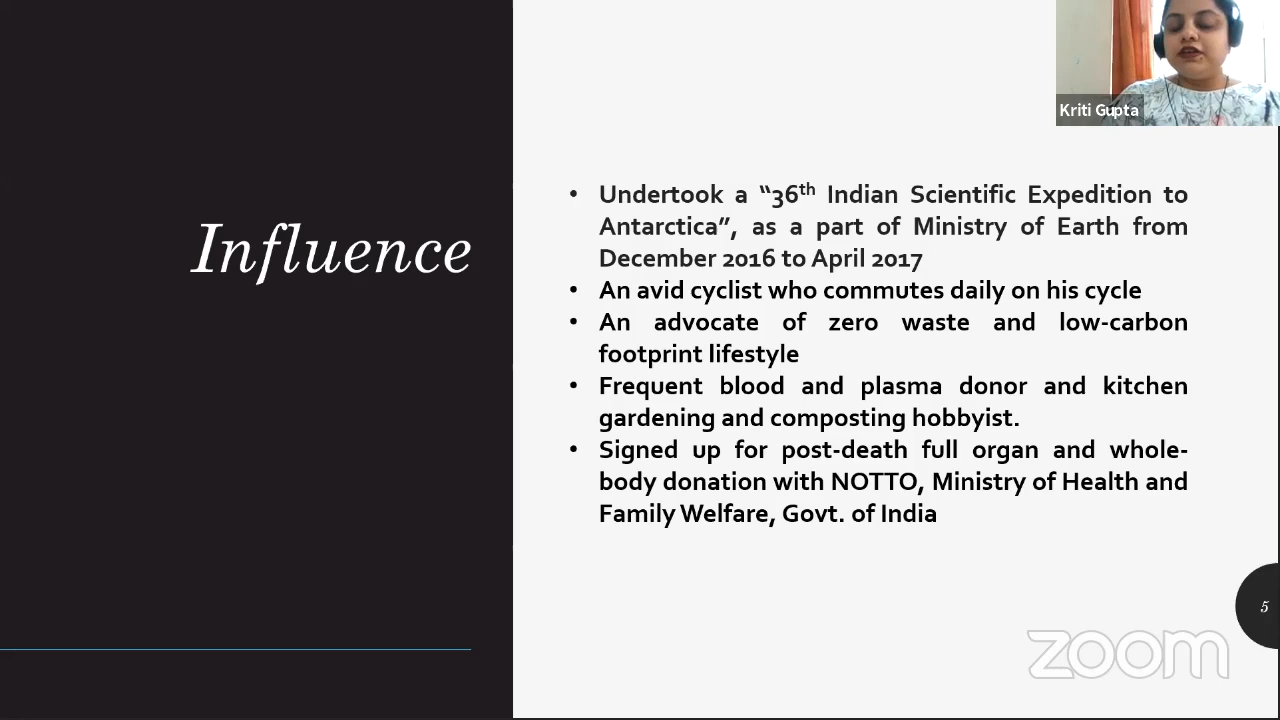 Kriti Gupta
Influence
• Undertook a “36th Indian Scientific Expedition to
Antarctica”, as a part of Ministry of Earth from
December 2016 to April 2017
• An avid cyclist who commutes daily on his cycle
• An advocate of zero waste and low-carbon
footprint lifestyle
• Frequent blood and plasma donor and kitchen
gardening and composting hobbyist.
• Signed up for post-death full organ and whole-
body donation with NOTTO, Ministry of Health and
Family Welfare, Govt. of India
5
zoom